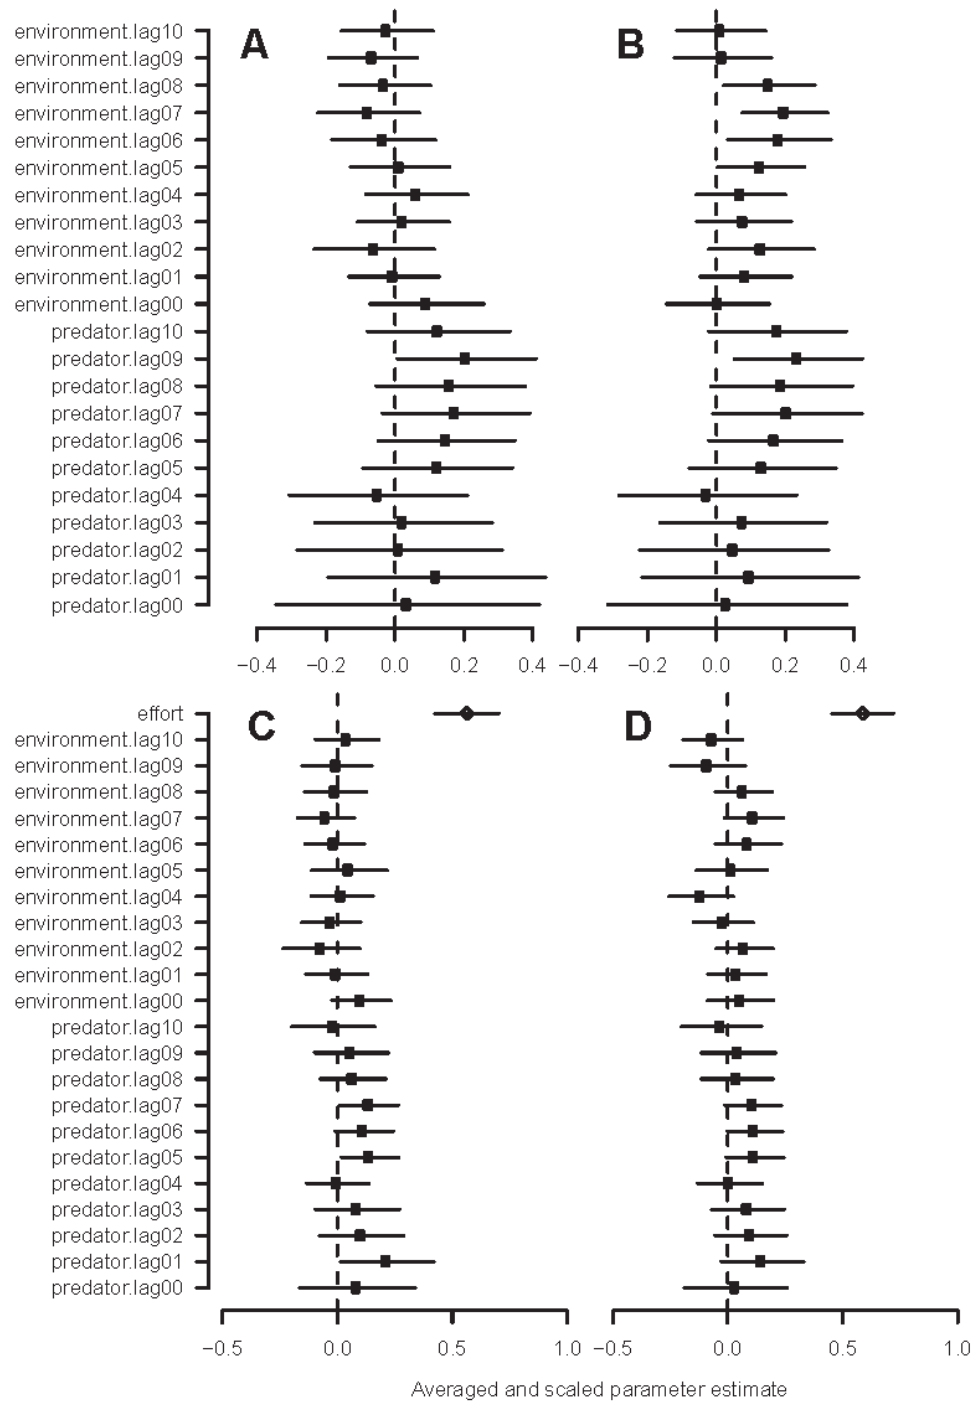 environment.lag10
A
B
environment.lag09
environment.lag08
environment.lag07
environment.lag06
environment.lag05
environment.lag04
environment.lag03
environment.lag02
environment.lag01
environment.lag00
predator.lag10
predator.lag09
predator.lag08
predator.lag07
predator.lag06
predator.lag05
predator.lag04
predator.lag03
predator.lag02
predator.lag01
predator.lag00
−0.4 −0.2 0.0 0.2 0.4 −0.4 −0.2 0.0 0.2 0.4
effort
C
D
environment.lag10
environment.lag09
environment.lag08
environment.lag07
environment.lag06
environment.lag05
environment.lag04
environment.lag03
environment.lag02
environment.lag01
environment.lag00
predator.lag10
predator.lag09
predator.lag08
predator.lag07
predator.lag06
predator.lag05
predator.lag04
predator.lag03
predator.lag02
predator.lag01
predator.lag00
−0.5 0.0 0.5 1.0 −0.5 0.0 0.5 1.0
Averaged and scaled parameter estimate